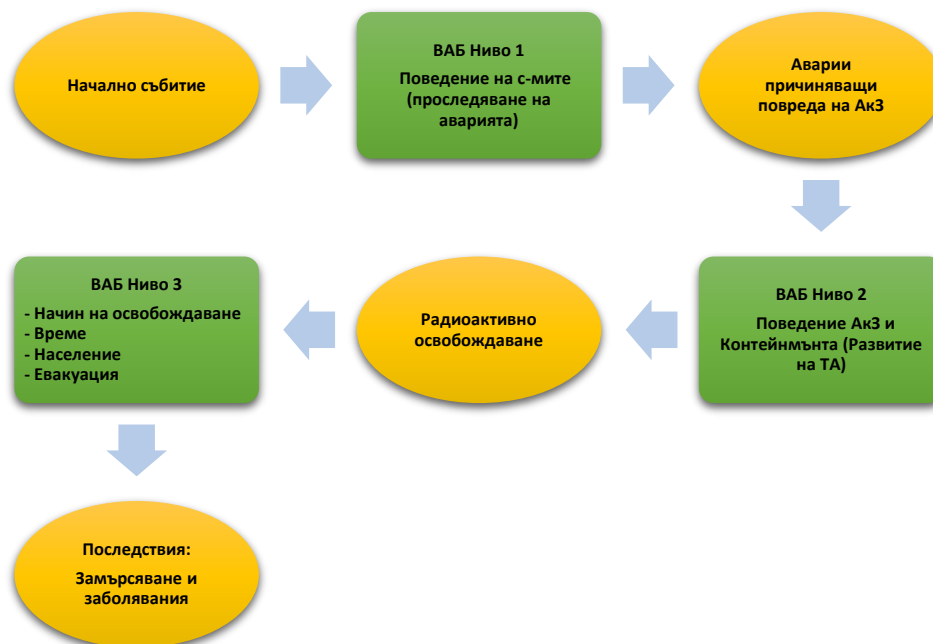 Начално събитие
ВАБ Ниво 1
Поведение на с-мите
(проследяване на
аварията)
Аварии
причиняващи
повреда на АкЗ
ВАБ Ниво 2
Поведение АкЗ и
Контейнмънта (Развитие
на ТА)
Радиоактивно
освобождаване
ВАБ Ниво 3
- Начин на освобождаване
- Време
- Население
- Евакуация
Последствия:
Замърсяване и
заболявания